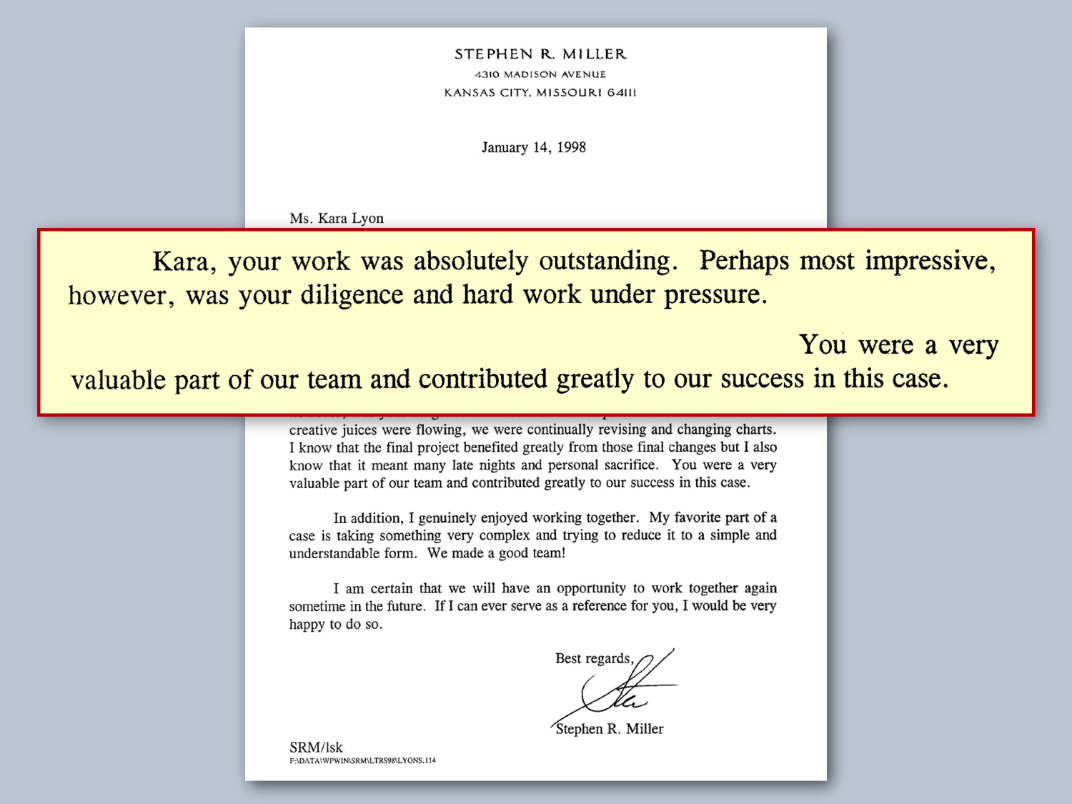 STEPHEN R. MILLER
4310 MADISON AVENUE
KANSAS CITY, MISSOURI 64111
January 14, 1998
Ms. Kara Lyon
Kara, your work was absolutely outstanding. Perhaps most impressive,
however, was your diligence and hard work under pressure.
You were a very
valuable part of our team and contributed greatly to our success in this case.
creative juices were flowing, we were continually revising and changing charts.
I know that the final project benefited greatly from those final changes but I also
know that it meant many late nights and personal sacrifice. You were a very
valuable part of our team and contributed greatly to our success in this case.
In addition, I genuinely enjoyed working together. My favorite part of a
case is taking something very complex and trying to reduce it to a simple and
understandable form. We made a good team!
I am certain that we will have an opportunity to work together again
sometime in the future. If I can ever serve as a reference for you, I would be very
happy to do so.
Best regards,
Stephen R. Miller
SRM/lsk
F:\DATA\WPWIN\SRM\LTRS98\LYONS.114